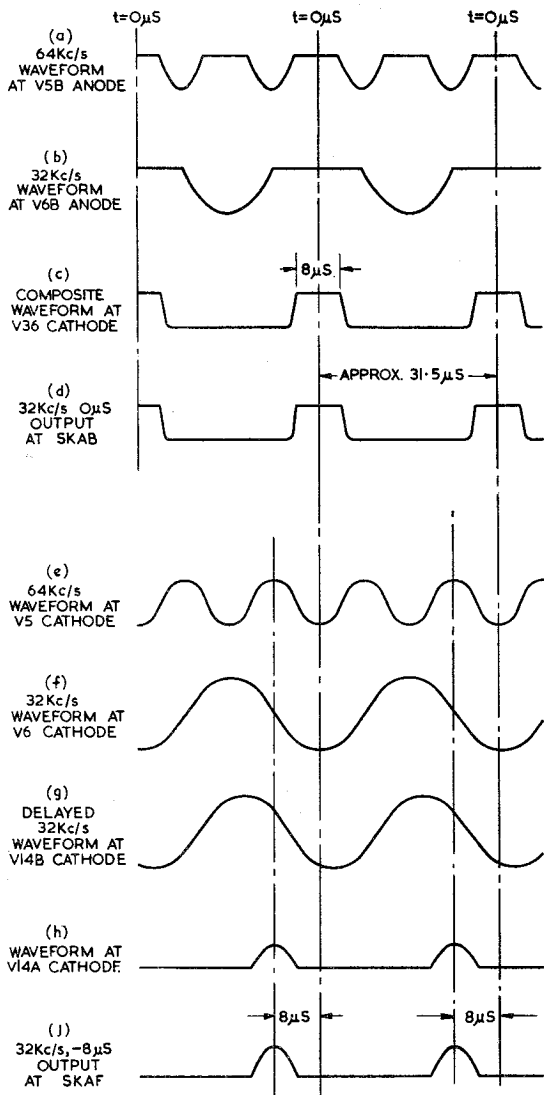 t=0μS
t=0μS
t=0μS
(a)
64Kc/s
WAVEFORM
AT V5B ANODE
(b)
32Kc/s
WAVEFORM
AT V6B ANODE
8μS
(c)
COMPOSITE
WAVEFORM AT
V36 CATHODE
APPROX. 31·5μS
(d)
32Kc/s OμS
OUTPUT
AT SKAB
(e)
64Kc/s
WAVEFORM AT
V5 CATHODE
(f)
32Kc/s
WAVEFORM AT
V6 CATHODE
(g)
DELAYED
32Kc/s
WAVEFORM AT
V14B CATHODE
(h)
WAVEFORM AT
V14A CATHODE.
8μS
8μS
(J)
32Kc/s,-8μS
OUTPUT
AT SKAF